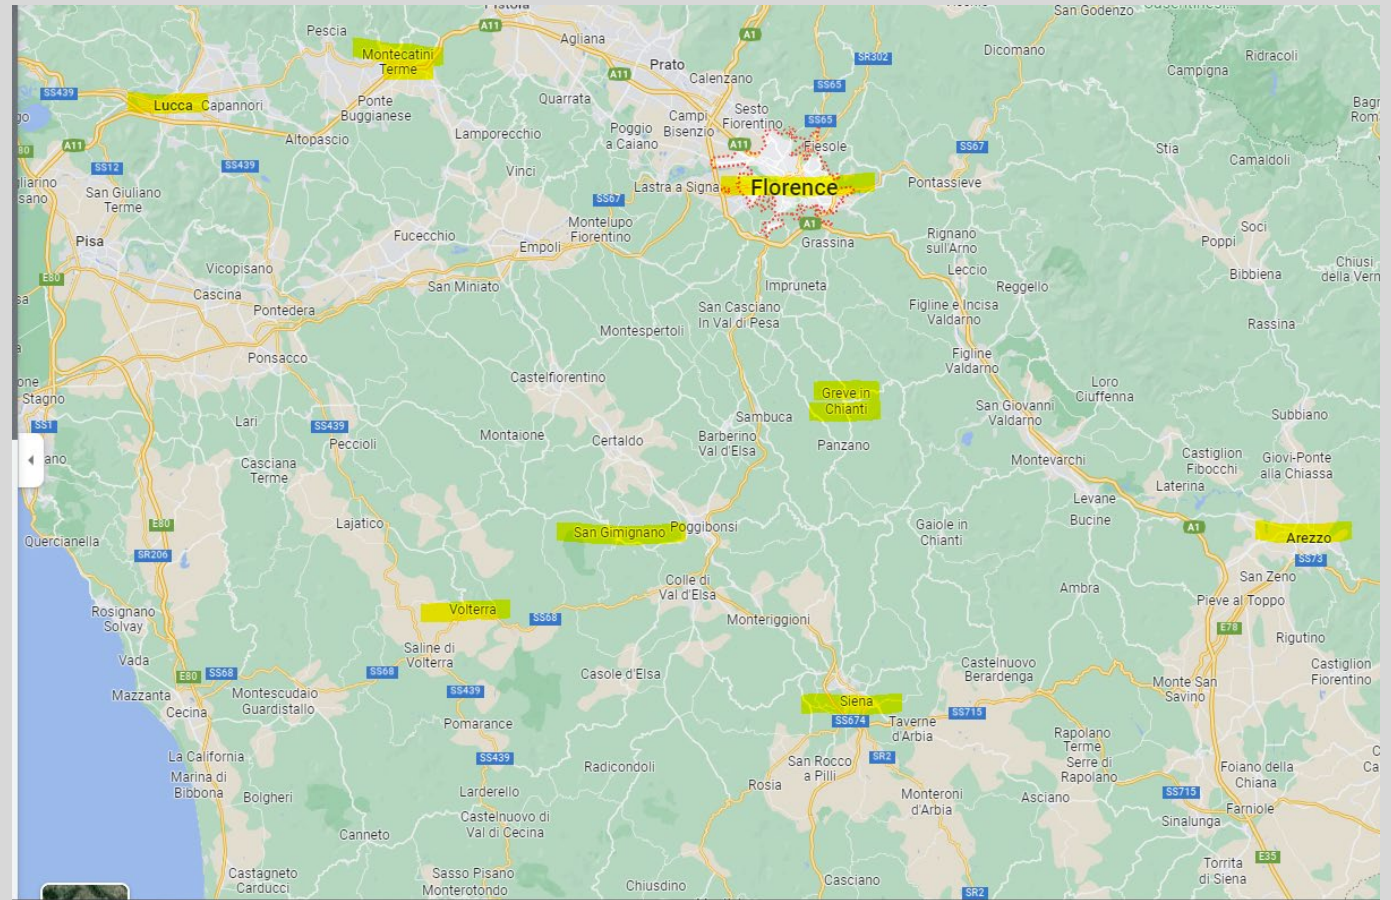 San Godenzo
Pescia
A11
Agliana
A1
Dicomano
Ridracoli
Montecatini
Terme
Prato
SR302
Campigna
A11
Calenzano
SS439
Lucca
Capannori
Ponte
Buggianese
Quarrata
SS65
Campi
Bisenzio
Sesto
Fiorentino
SS65
Altopascio
Lamporecchio
Poggio
a Caiano
A11
A11
Fiesole
SS67
Stia
Camaldoli
SS12
SS439
Vinci
San Giuliano
Terme
Lastra a Signa
Florence
Pontassieve
SS67
Montelupo
Fiorentino
A1
Grassina
Rignano
sull'Arno
Soci
Poppi
Pisa
Fucecchio
Empoli
Chiusi
della Vern
E80
Vicopisano
San Miniato
Impruneta
Leccio
Reggello
Bibbiena
Cascina
Pontedera
San Casciano
In Val di Pesa
Figline e Incisa
Valdarno
Rassina
Montespertoli
Ponsacco
Figline
Valdarno
Castelfiorentino
Greve in
Chianti
Loro
Ciuffenna
Stagno
SS1
Lari
SS439
Peccioli
Montaione
Certaldo
Sambuca
San Giovanni
Valdarno
Subbiano
Barberino
Val d'Elsa
Panzano
Casciana
Terme
Montevarchi
Castiglion
Fibocchi
Giovi-Ponte
alla Chiassa
Laterina
Levane
Bucine
E80
Lajatico
San Gimignano
Poggibonsi
Gaiole in
Chianti
A1
Arezzo
Quercianella
SR206
SS73
San Zeno
Colle di
Val d'Elsa
Ambra
Pieve al Toppo
Rosignano
Solvay
Volterra
SS68
Monteriggioni
E78
Rigutino
Vada
Saline di
Volterra
Castelnuovo
Berardenga
Castiglion
Fiorentino
E80
SS68
SS68
Casole d'Elsa
Mazzanta
Montescudaio
Guardistallo
SS439
Monte San
Savino
Cecina
Siena
Pomarance
SS674
Taverne
d'Arbia
SS715
Rapolano
Terme
La California
SS439
Radicondoli
San Rocco
a Pilli
SR2
Serre di
Rapolano
Foiano della
Chiana
Marina di
Bibbona
Bolgheri
Larderello
Rosia
Monteroni
d'Arbia
Asciano
SS715
Farniole
Castelnuovo di
Val di Cecina
Sinalunga
Canneto
E35
Castagneto
Carducci
Sasso Pisano
Monterotondo
Chiusdino
Casciano
SR2
Torrita
di Siena